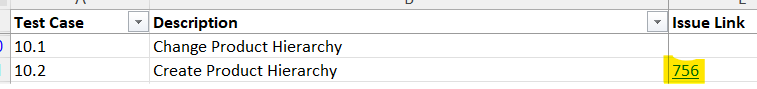 Test Case Description Issue Link
10.1 Change Product Hierarchy
10.2 Create Product Hierarchy 756